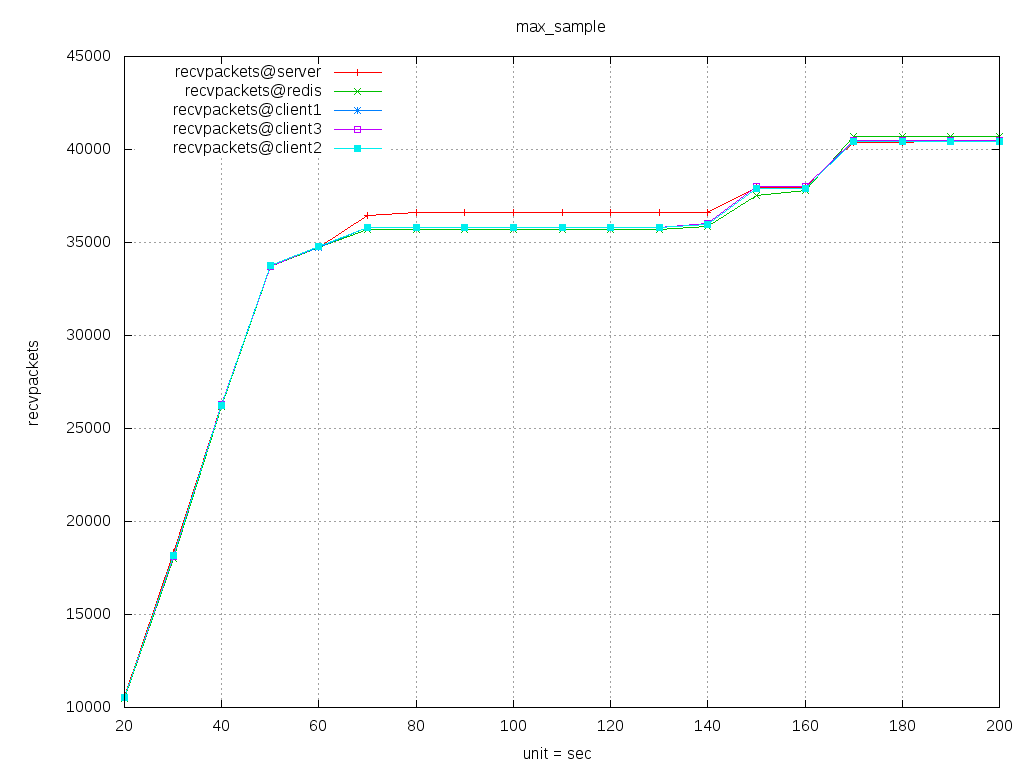 max_sample
45000
40000
35000
30000
25000
20000
15000
10000
recvpackets
recvpackets@server
recvpackets@redis
recvpackets@client1
recvpackets@client3
recvpackets@client2
20 40 60 80 100 120 140 160 180 200
unit = sec